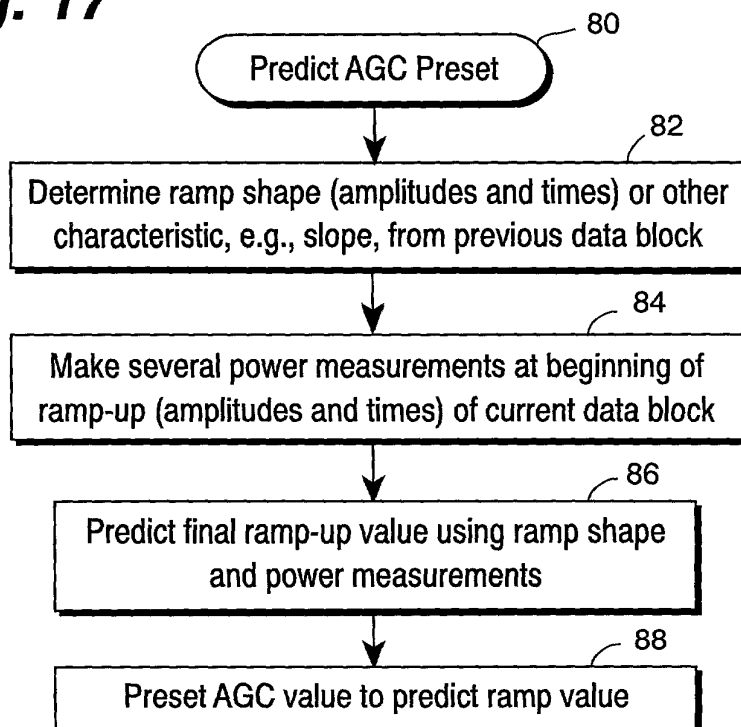 g. 17
80
Predict AGC Preset
82
Determine ramp shape (amplitudes and times) or other
characteristic, e.g., slope, from previous data block
84
Make several power measurements at beginning of
ramp-up (amplitudes and times) of current data block
86
Predict final ramp-up value using ramp shape
and power measurements
88
Preset AGC value to predict ramp value